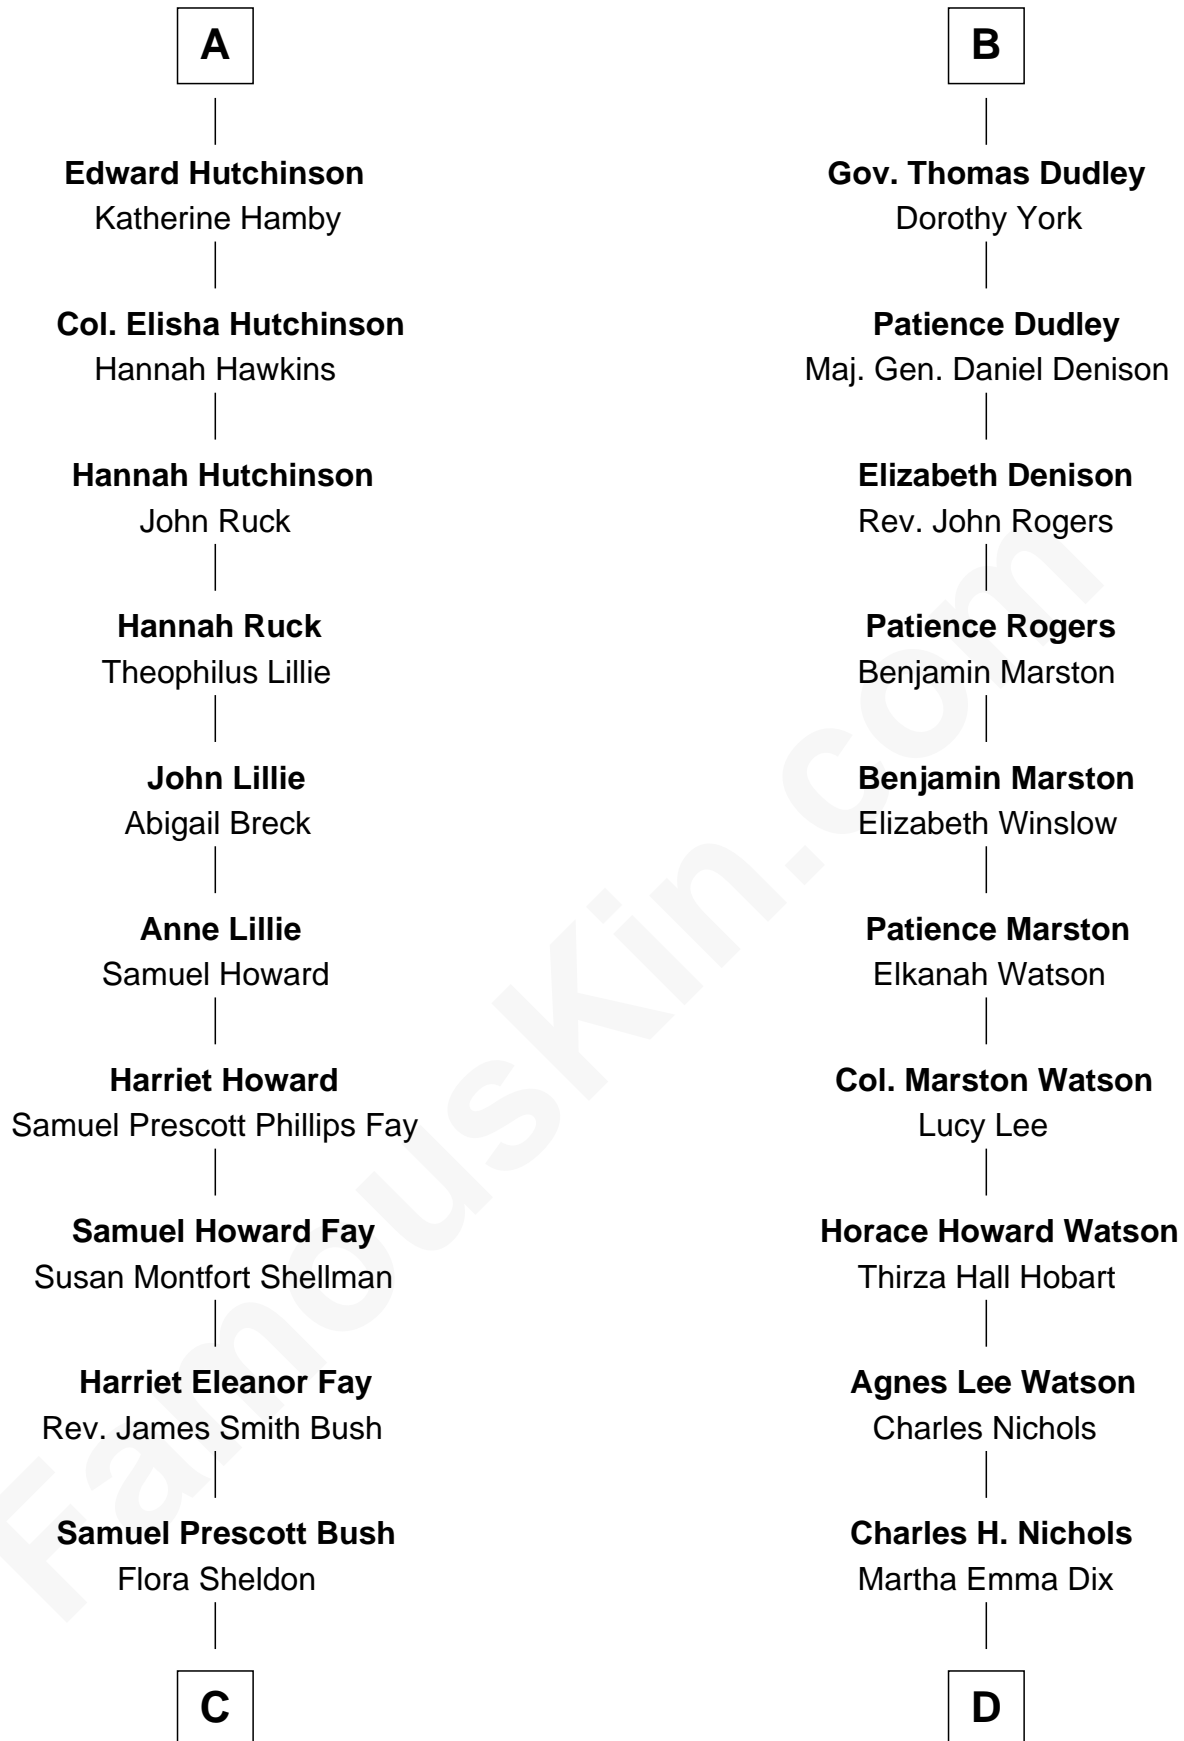 A
Edward Hutchinson
Katherine Hamby
Col. Elisha Hutchinson
Hannah Hawkins
Hannah Hutchinson
John Ruck
Hannah Ruck
Theophilus Lillie
John Lillie
Abigail Breck
Anne Lillie
Samuel Howard
Harriet Howard
Samuel Prescott Phillips Fay
Samuel Howard Fay
Susan Montfort Shellman
Harriet Eleanor Fay
Rev. James Smith Bush
Samuel Prescott Bush
Flora Sheldon
C
B
Gov. Thomas Dudley
Dorothy York
Patience Dudley
Maj. Gen. Daniel Denison
Elizabeth Denison
Rev. John Rogers
Patience Rogers
Benjamin Marston
Benjamin Marston
Elizabeth Winslow
Patience Marston
Elkanah Watson
Col. Marston Watson
Lucy Lee
Horace Howard Watson
Thirza Hall Hobart
Agnes Lee Watson
Charles Nichols
Charles H. Nichols
Martha Emma Dix
D
FamousKin.com